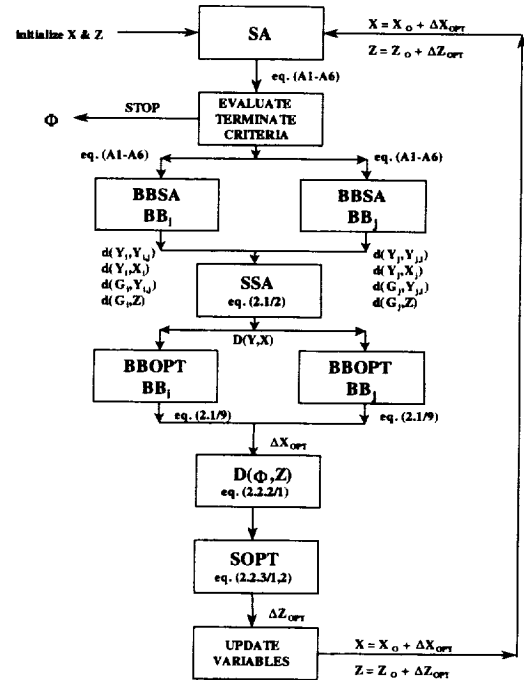 initialize X & Z
SA
X = X_O + ΔX_OPT
Z = Z_O + ΔZ_OPT
eq. (A1-A6)
STOP
Φ
EVALUATE
TERMINATE
CRITERIA
eq. (A1-A6)
eq. (A1-A6)
BBSA
BB_i
BBSA
BB_j
d(Y_i,Y_i,j)
d(Y_i,X_i)
d(G_i,Y_i,j)
d(G_i,Z)
SSA
eq. (2.1/2)
d(Y_j,Y_j,i)
d(Y_j,X_j)
d(G_j,Y_j,i)
d(G_j,Z)
D(Y,X)
BBOPT
BB_i
BBOPT
BB_j
eq. (2.1/9)
eq. (2.1/9)
ΔX_OPT
D(Φ,Z)
eq. (2.2.2/1)
SOPT
eq. (2.2.3/1,2)
ΔZ_OPT
UPDATE
VARIABLES
X = X_O + ΔX_OPT
Z = Z_O + ΔZ_OPT